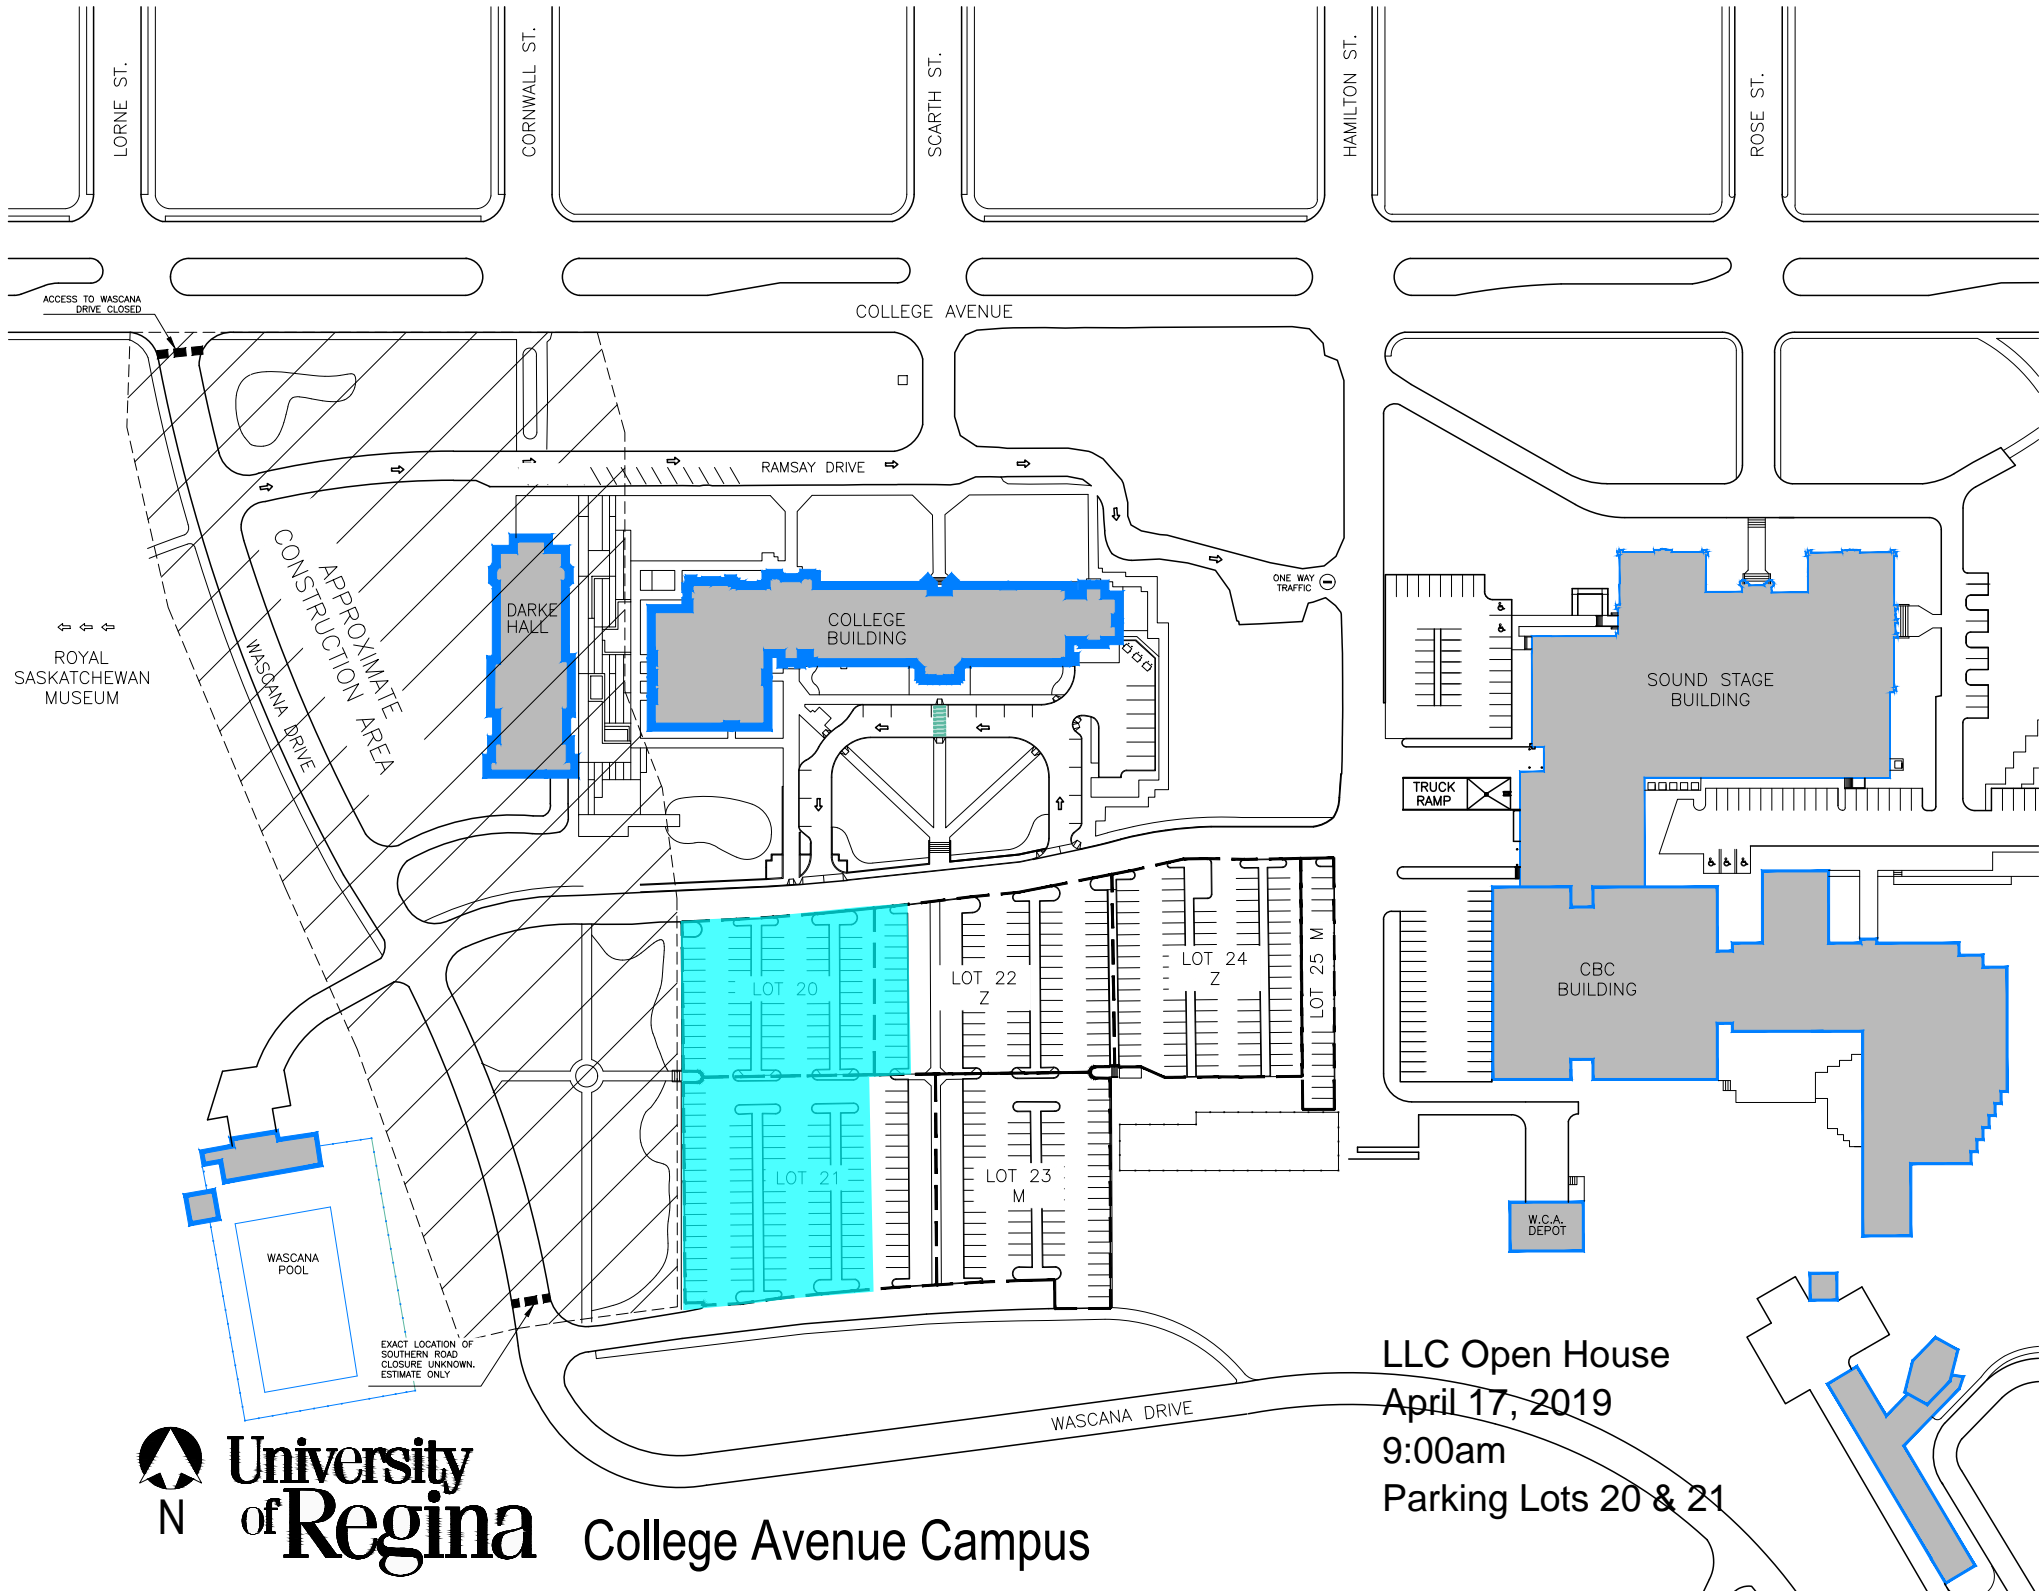 LORNE ST.
CORNWALL ST.
SCARTH ST.
HAMILTON ST.
ROSE ST.
ACCESS TO WASCANA
DRIVE CLOSED
COLLEGE AVENUE
RAMSAY DRIVE
APPROXIMATE
CONSTRUCTION AREA
WASCANA DRIVE
ONE WAY
TRAFFIC
DARKE
HALL
COLLEGE
BUILDING
ROYAL
SASKATCHEWAN
MUSEUM
SOUND STAGE
BUILDING
TRUCK
RAMP
LOT 20
LOT 22
Z
LOT 24
Z
LOT 25 M
CBC
BUILDING
LOT 21
LOT 23
M
W.C.A.
DEPOT
WASCANA
POOL
EXACT LOCATION OF
SOUTHERN ROAD
CLOSURE UNKNOWN.
ESTIMATE ONLY
WASCANA DRIVE
LLC Open House
April 17, 2019
9:00am
Parking Lots 20 & 21
N
University
of Regina
College Avenue Campus